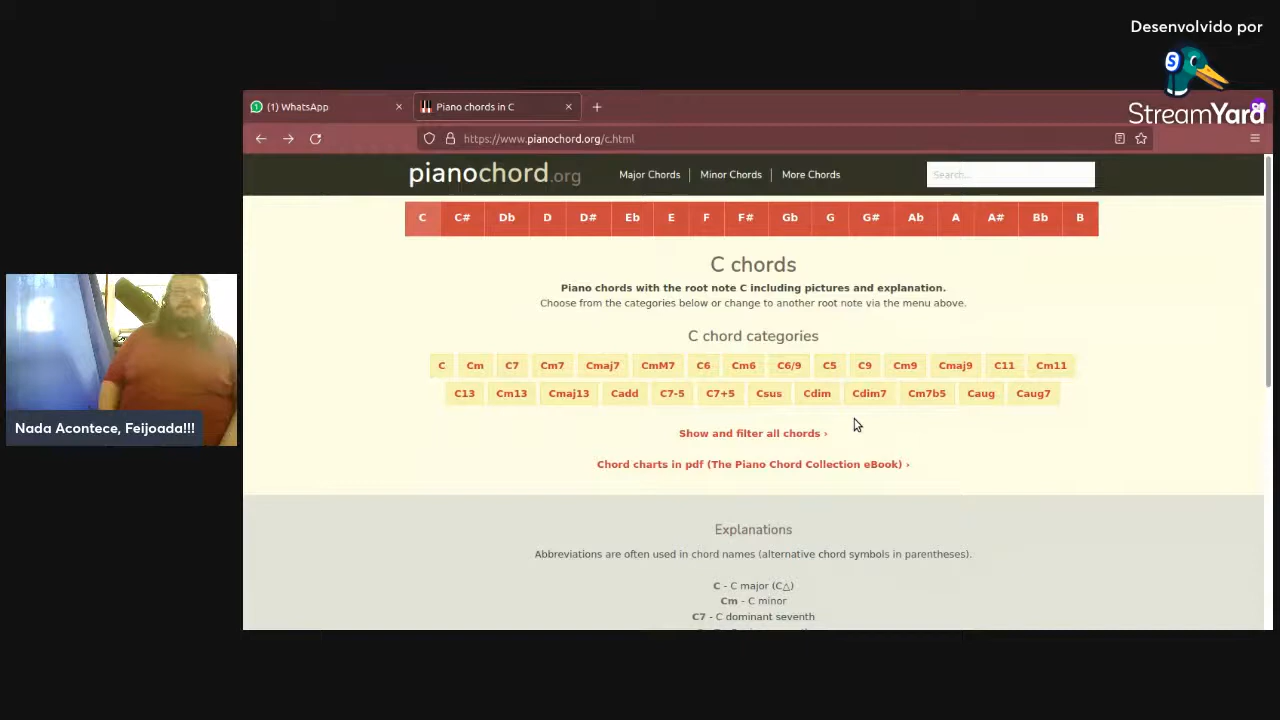 Desenvolvido por
StreamYard
(1) WhatsApp
Piano chords in C
https://www.pianochord.org/c.html
pianochord.org
Major Chords | Minor Chords | More Chords
Search...
C C# Db D D# Eb E F F# Gb G G# Ab A A# Bb B
C chords
Piano chords with the root note C including pictures and explanation.
Choose from the categories below or change to another root note via the menu above.
C chord categories
C Cm C7 Cm7 Cmaj7 CmM7 C6 Cm6 C6/9 C5 C9 Cm9 Cmaj9 C11 Cm11
C13 Cm13 Cmaj13 Cadd C7-5 C7+5 Csus Cdim Cdim7 Cm7b5 Caug Caug7
Show and filter all chords ›
Chord charts in pdf (The Piano Chord Collection eBook) ›
Nada Acontece, Feijoada!!!
Explanations
Abbreviations are often used in chord names (alternative chord symbols in parentheses).
C - C major (C△)
Cm - C minor
C7 - C dominant seventh